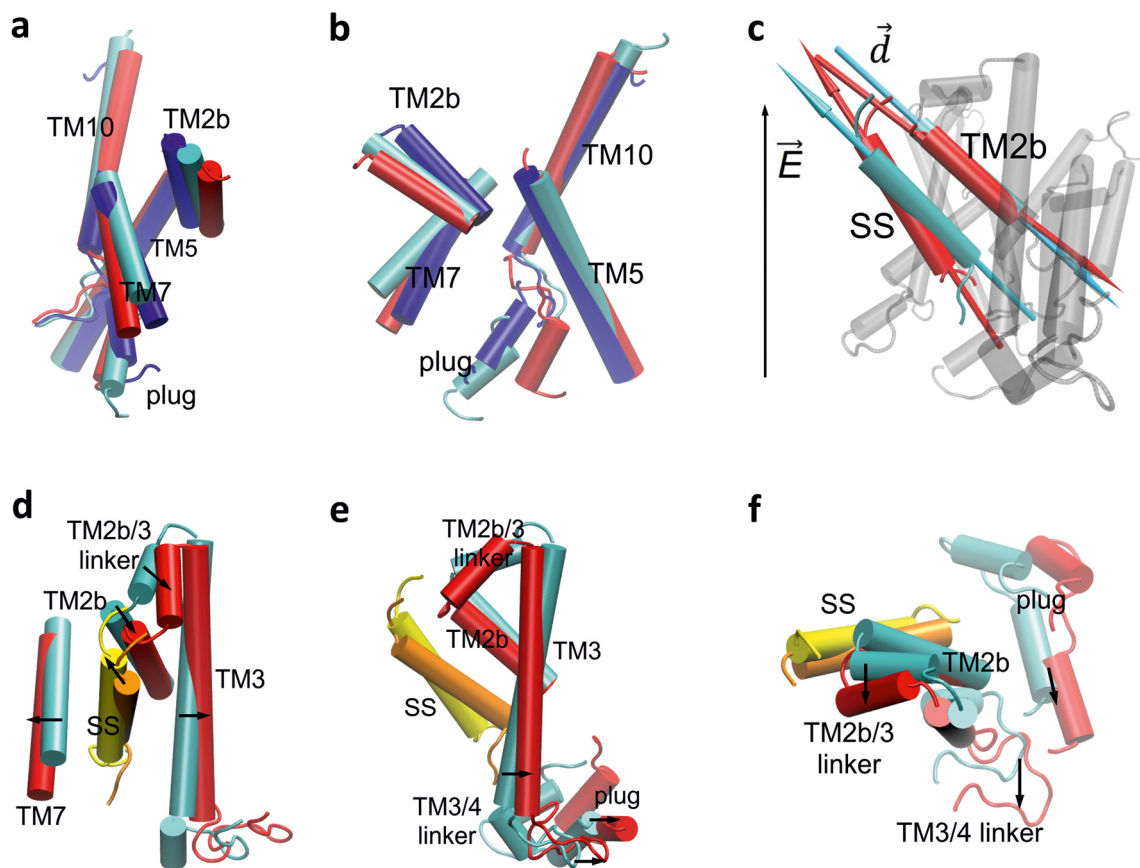 a
TM10
TM2b
TM5
TM7
plug
b
TM2b
TM10
TM7
TM5
plug
c
d⃗
E⃗
TM2b
SS
d
TM2b/3
linker
TM2b
TM3
SS
TM7
e
TM2b/3
linker
TM2b
TM3
SS
TM3/4
linker
plug
f
SS
plug
TM2b
TM2b/3
linker
TM3/4 linker